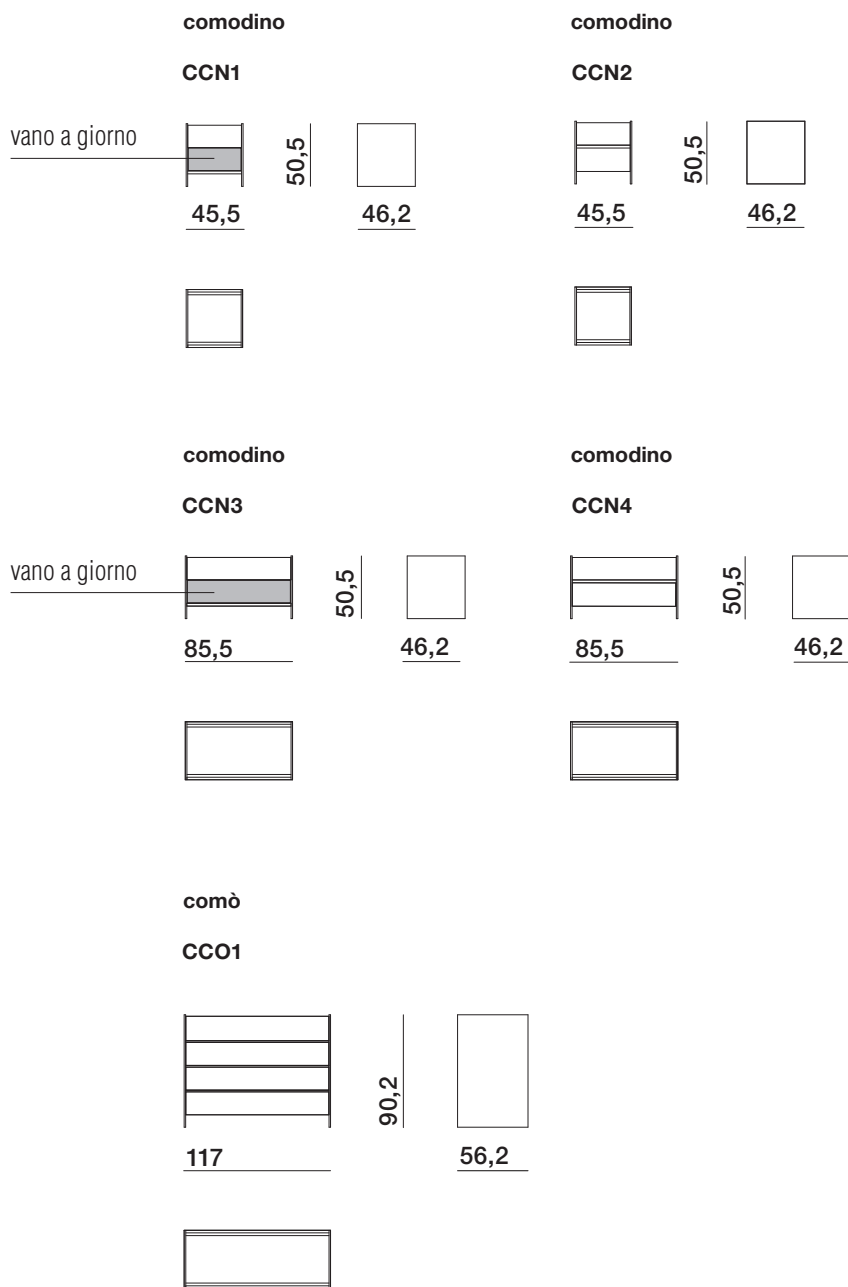 comodino
CCN1
vano a giorno
50,5
45,5
46,2
comodino
CCN2
50,5
45,5
46,2
comodino
CCN3
vano a giorno
50,5
85,5
46,2
comodino
CCN4
50,5
85,5
46,2
comò
CCO1
90,2
117
56,2